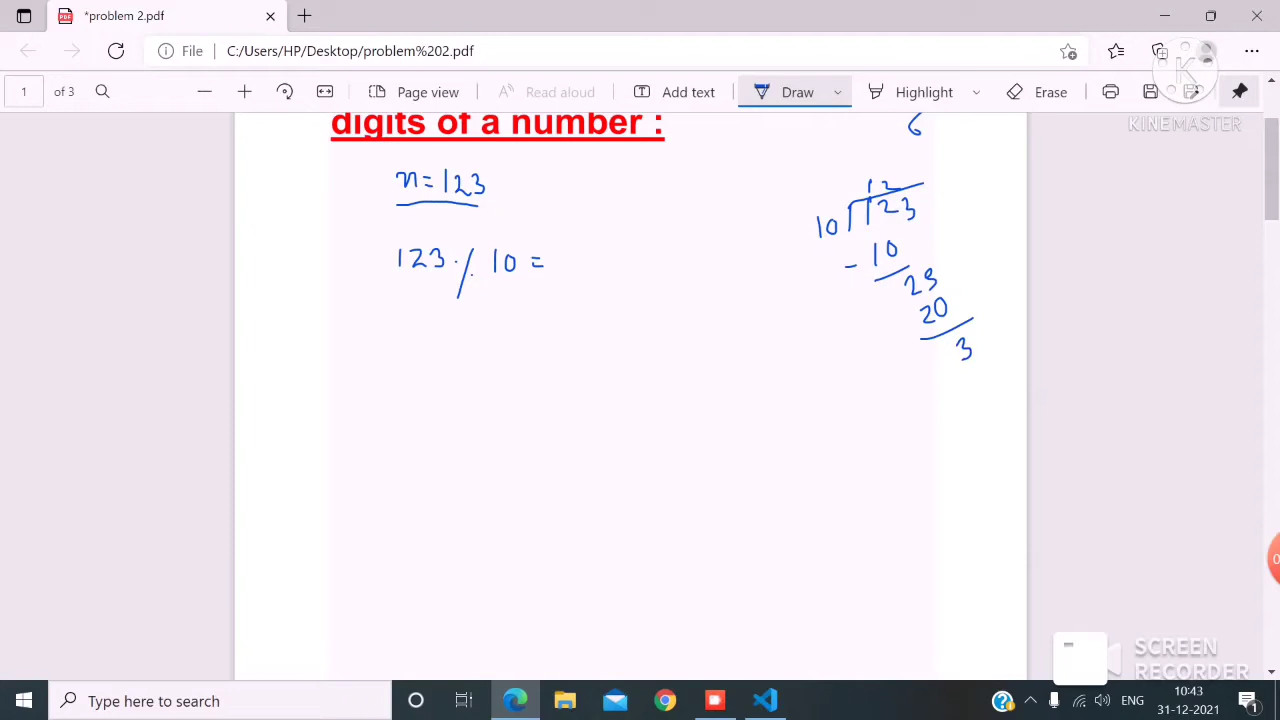 *problem 2.pdf
File
C:/Users/HP/Desktop/problem%202.pdf
1 of 3
Page view
Read aloud
Add text
Draw
Highlight
Erase
K
KINEMASTER
digits of a number :
6
n=123
123 % 10 =
12
10 123
- 10
23
20
3
SCREEN
RECORDER
Type here to search
ENG
10:43
31-12-2021
1